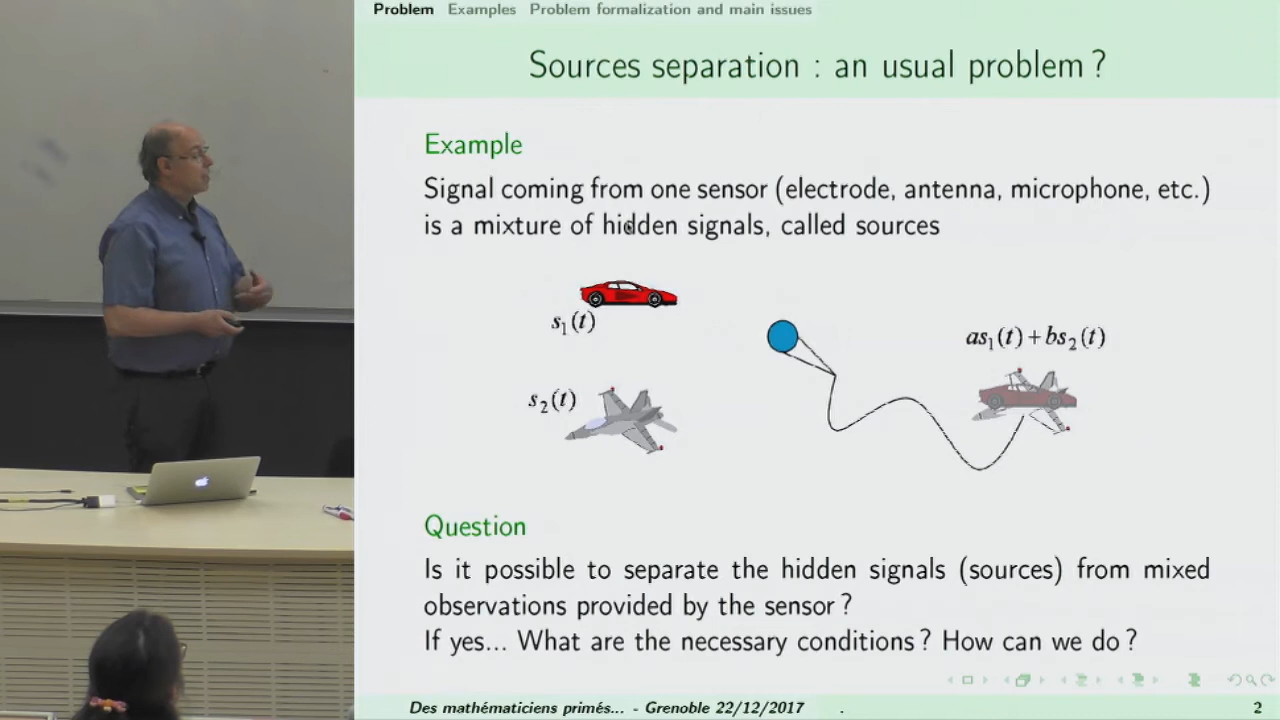 Problem Examples Problem formalization and main issues
Sources separation : an usual problem ?
Example
Signal coming from one sensor (electrode, antenna, microphone, etc.)
is a mixture of hidden signals, called sources
s₁(t)
as₁(t) + bs₂(t)
s₂(t)
Question
Is it possible to separate the hidden signals (sources) from mixed
observations provided by the sensor ?
If yes... What are the necessary conditions ? How can we do ?
Des mathématiciens primés... - Grenoble 22/12/2017 . 2